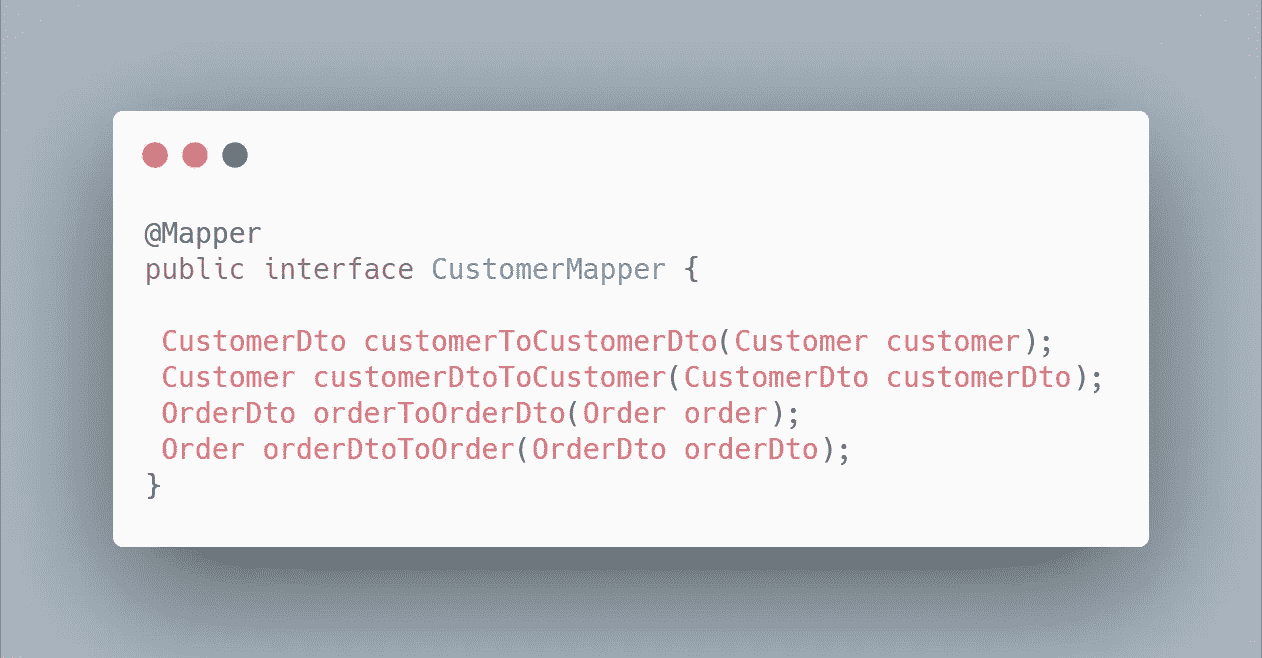 @Mapper
public interface CustomerMapper {
CustomerDto customerToCustomerDto(Customer customer);
Customer customerDtoToCustomer(CustomerDto customerDto);
OrderDto orderToOrderDto(Order order);
Order orderDtoToOrder(OrderDto orderDto);
}